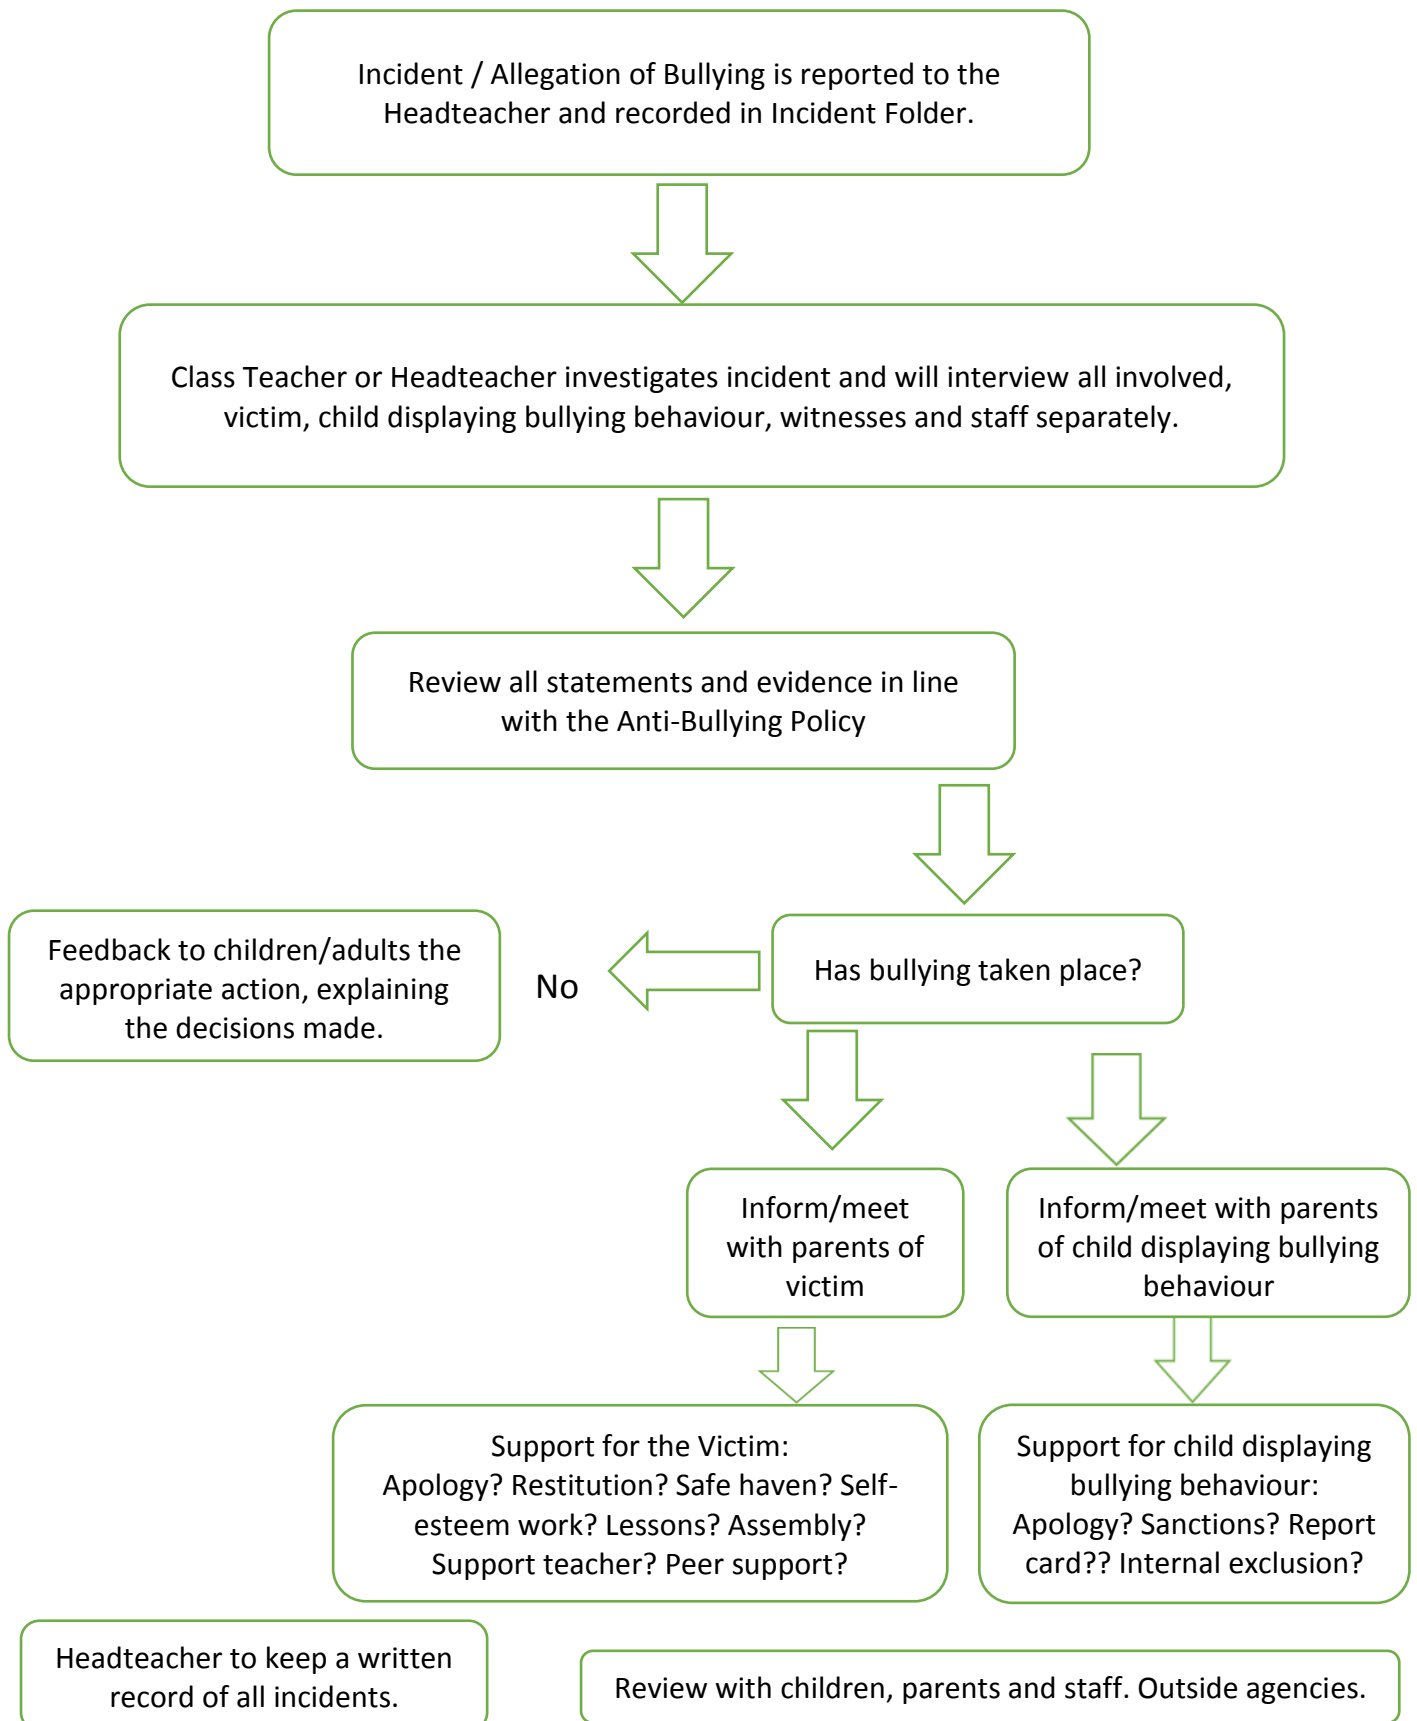 Incident / Allegation of Bullying is reported to the
Headteacher and recorded in Incident Folder.
Class Teacher or Headteacher investigates incident and will interview all involved,
victim, child displaying bullying behaviour, witnesses and staff separately.
Review all statements and evidence in line
with the Anti-Bullying Policy
Has bullying taken place?
No
Feedback to children/adults the
appropriate action, explaining
the decisions made.
Inform/meet
with parents of
victim
Inform/meet with parents
of child displaying bullying
behaviour
Support for the Victim:
Apology? Restitution? Safe haven? Self-
esteem work? Lessons? Assembly?
Support teacher? Peer support?
Support for child displaying
bullying behaviour:
Apology? Sanctions? Report
card?? Internal exclusion?
Headteacher to keep a written
record of all incidents.
Review with children, parents and staff. Outside agencies.